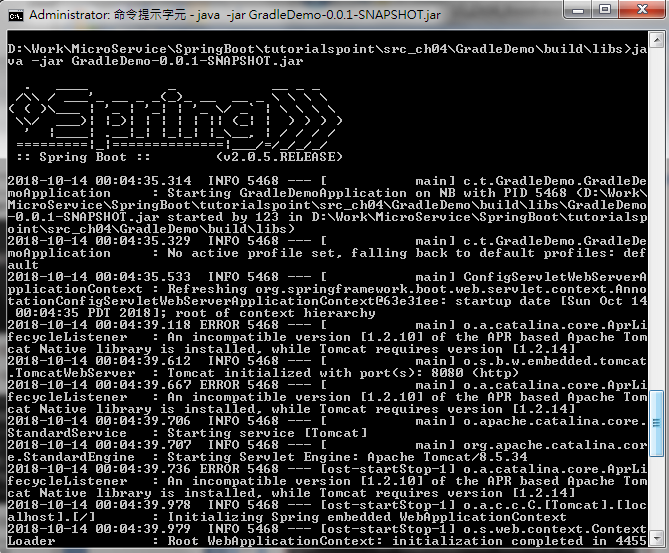 Administrator: 命令提示字元 - java -jar GradleDemo-0.0.1-SNAPSHOT.jar
D:\Work\MicroService\SpringBoot\tutorialspoint\src_ch04\GradleDemo\build\libs>ja
va -jar GradleDemo-0.0.1-SNAPSHOT.jar
Spring
:: Spring Boot ::        (v2.0.5.RELEASE)
2018-10-14 00:04:35.314  INFO 5468 --- [           main] c.t.GradleDemo.GradleDe
moApplication     : Starting GradleDemoApplication on NB with PID 5468 (D:\Work\
MicroService\SpringBoot\tutorialspoint\src_ch04\GradleDemo\build\libs\GradleDemo
-0.0.1-SNAPSHOT.jar started by 123 in D:\Work\MicroService\SpringBoot\tutorialsp
oint\src_ch04\GradleDemo\build\libs)
2018-10-14 00:04:35.329  INFO 5468 --- [           main] c.t.GradleDemo.GradleDe
moApplication     : No active profile set, falling back to default profiles: def
ault
2018-10-14 00:04:35.533  INFO 5468 --- [           main] ConfigServletWebServerA
pplicationContext : Refreshing org.springframework.boot.web.servlet.context.Anno
tationConfigServletWebServerApplicationContext@63e31ee: startup date [Sun Oct 14
 00:04:35 PDT 2018]; root of context hierarchy
2018-10-14 00:04:39.118 ERROR 5468 --- [           main] o.a.catalina.core.AprLi
fecycleListener   : An incompatible version [1.2.10] of the APR based Apache Tom
cat Native library is installed, while Tomcat requires version [1.2.14]
2018-10-14 00:04:39.612  INFO 5468 --- [           main] o.s.b.w.embedded.tomcat
.TomcatWebServer  : Tomcat initialized with port(s): 8080 (http)
2018-10-14 00:04:39.667 ERROR 5468 --- [           main] o.a.catalina.core.AprLi
fecycleListener   : An incompatible version [1.2.10] of the APR based Apache Tom
cat Native library is installed, while Tomcat requires version [1.2.14]
2018-10-14 00:04:39.706  INFO 5468 --- [           main] o.apache.catalina.core.
StandardService   : Starting service [Tomcat]
2018-10-14 00:04:39.707  INFO 5468 --- [           main] org.apache.catalina.cor
e.StandardEngine  : Starting Servlet Engine: Apache Tomcat/8.5.34
2018-10-14 00:04:39.736 ERROR 5468 --- [ost-startStop-1] o.a.catalina.core.AprLi
fecycleListener   : An incompatible version [1.2.10] of the APR based Apache Tom
cat Native library is installed, while Tomcat requires version [1.2.14]
2018-10-14 00:04:39.978  INFO 5468 --- [ost-startStop-1] o.a.c.c.C.[Tomcat].[loc
alhost].[/]       : Initializing Spring embedded WebApplicationContext
2018-10-14 00:04:39.979  INFO 5468 --- [ost-startStop-1] o.s.web.context.Context
Loader            : Root WebApplicationContext: initialization completed in 4455